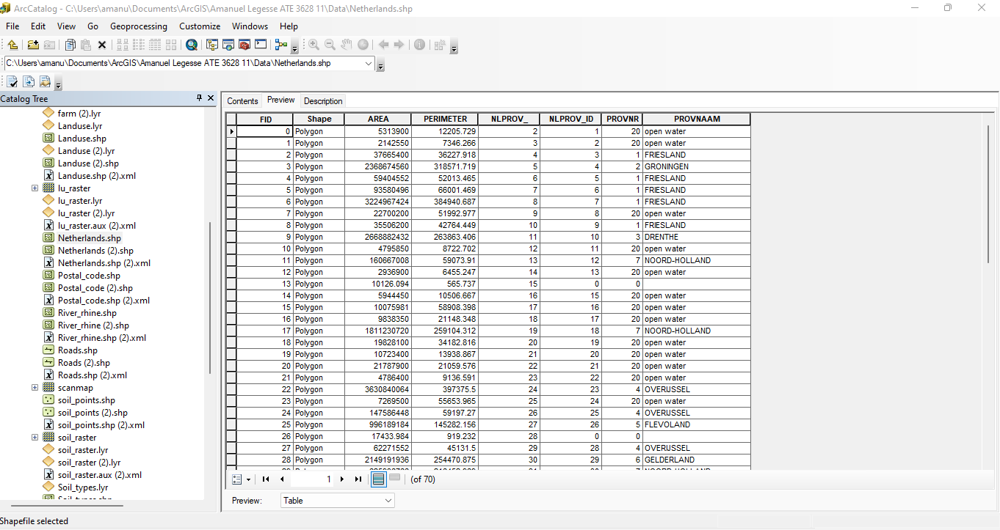 ArcCatalog - C:\Users\amanu\Documents\ArcGIS\Amanuel Legesse ATE 3628 11\Data\Netherlands.shp
File Edit View Go Geoprocessing Customize Windows Help
C:\Users\amanu\Documents\ArcGIS\Amanuel Legesse ATE 3628 11\Data\Netherlands.shp
Catalog Tree
farm (2).lyr
Landuse.lyr
Landuse.shp
Landuse (2).lyr
Landuse (2).shp
Landuse.shp (2).xml
lu_raster
lu_raster.lyr
lu_raster (2).lyr
lu_raster.aux (2).xml
Netherlands.shp
Netherlands (2).shp
Netherlands.shp (2).xml
Postal_code.shp
Postal_code (2).shp
Postal_code.shp (2).xml
River_rhine.shp
River_rhine (2).shp
River_rhine.shp (2).xml
Roads.shp
Roads (2).shp
Roads.shp (2).xml
scanmap
soil_points.shp
soil_points (2).shp
soil_points.shp (2).xml
soil_raster
soil_raster.lyr
soil_raster (2).lyr
soil_raster.aux (2).xml
Soil_types.lyr
Contents Preview Description
FID Shape AREA PERIMETER NLPROV_ NLPROV_ID PROVNR PROVNAAM
0 Polygon 5313900 12205.729 2 1 20 open water
1 Polygon 2142550 7346.266 3 2 20 open water
2 Polygon 37665400 36227.918 4 3 1 FRIESLAND
3 Polygon 2368674560 318571.719 5 4 2 GRONINGEN
4 Polygon 59404552 52013.465 6 5 1 FRIESLAND
5 Polygon 93580496 66001.469 7 6 1 FRIESLAND
6 Polygon 3224967424 384940.687 8 7 1 FRIESLAND
7 Polygon 22700200 51992.977 9 8 20 open water
8 Polygon 35506200 42764.449 10 9 1 FRIESLAND
9 Polygon 2668882432 263863.406 11 10 3 DRENTHE
10 Polygon 4795850 8722.702 12 11 20 open water
11 Polygon 160667008 59073.91 13 12 7 NOORD-HOLLAND
12 Polygon 2936900 6455.247 14 13 20 open water
13 Polygon 10126.094 565.737 15 0 0
14 Polygon 5944450 10506.667 16 15 20 open water
15 Polygon 10075981 58908.398 17 16 20 open water
16 Polygon 9838350 21148.348 18 17 20 open water
17 Polygon 1811230720 259104.312 19 18 7 NOORD-HOLLAND
18 Polygon 19828100 34182.816 20 19 20 open water
19 Polygon 10723400 13938.867 21 20 20 open water
20 Polygon 21787900 21059.576 22 21 20 open water
21 Polygon 4786400 9136.591 23 22 20 open water
22 Polygon 3630840064 397375.5 24 23 4 OVERIJSSEL
23 Polygon 7269500 55653.965 25 24 20 open water
24 Polygon 147586448 59197.27 26 25 4 OVERIJSSEL
25 Polygon 996189184 145282.156 27 26 5 FLEVOLAND
26 Polygon 17433.984 919.232 28 0 0
27 Polygon 62271552 45131.5 29 28 4 OVERIJSSEL
28 Polygon 2149191936 254470.875 30 29 6 GELDERLAND
1 (of 70)
Preview: Table
Shapefile selected